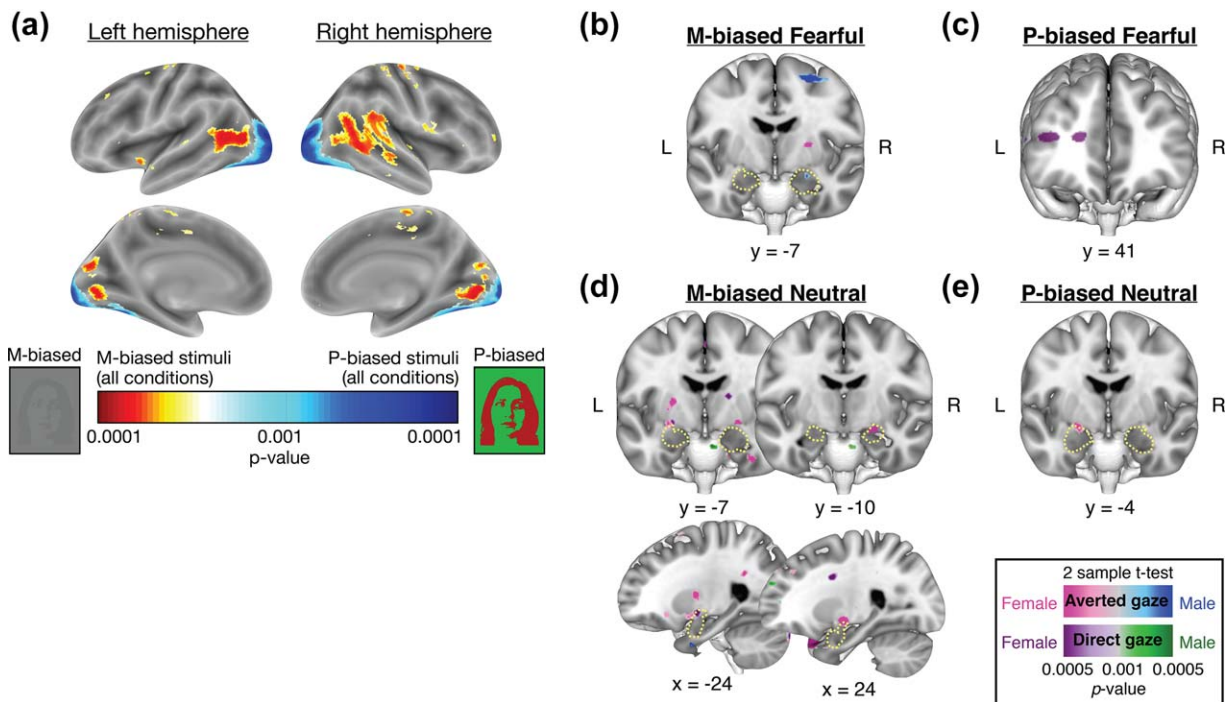 (a)
Left hemisphere
Right hemisphere
M-biased
M-biased stimuli
(all conditions)
P-biased stimuli
(all conditions)
P-biased
0.0001
0.001
0.0001
p-value
(b)
M-biased Fearful
L
R
y = -7
(c)
P-biased Fearful
y = 41
(d)
M-biased Neutral
L
R
y = -7
y = -10
x = -24
x = 24
(e)
P-biased Neutral
y = -4
2 sample t-test
Female Averted gaze Male
Female Direct gaze Male
0.0005 0.001 0.0005
p-value